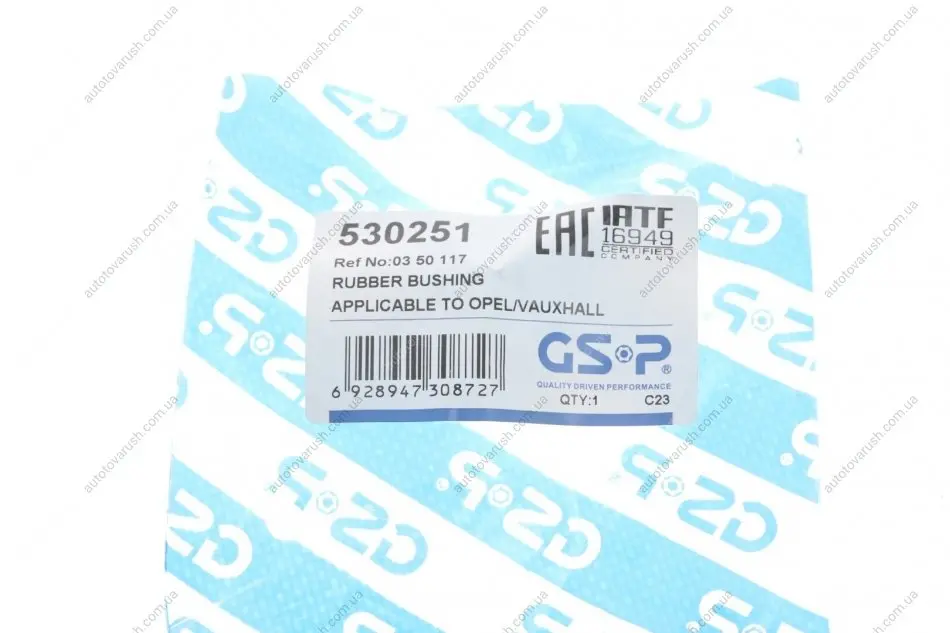 530251
Ref No:03 50 117
RUBBER BUSHING
APPLICABLE TO OPEL/VAUXHALL
EAC
IATF
16949
CERTIFIED
COMPANY
6 928947 308727
GSP®
QUALITY DRIVEN PERFORMANCE
QTY:1
C23
autotovarush.com.ua